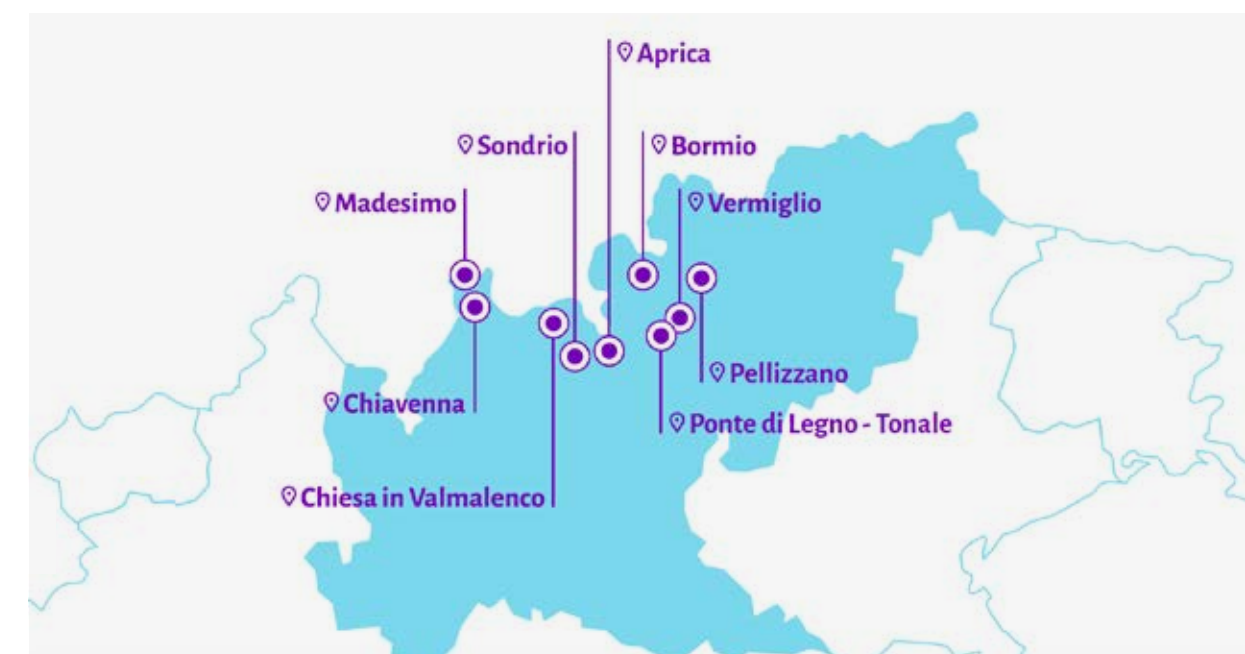 Aprica
Sondrio
Bormio
Madesimo
Vermiglio
Pellizzano
Chiavenna
Ponte di Legno - Tonale
Chiesa in Valmalenco